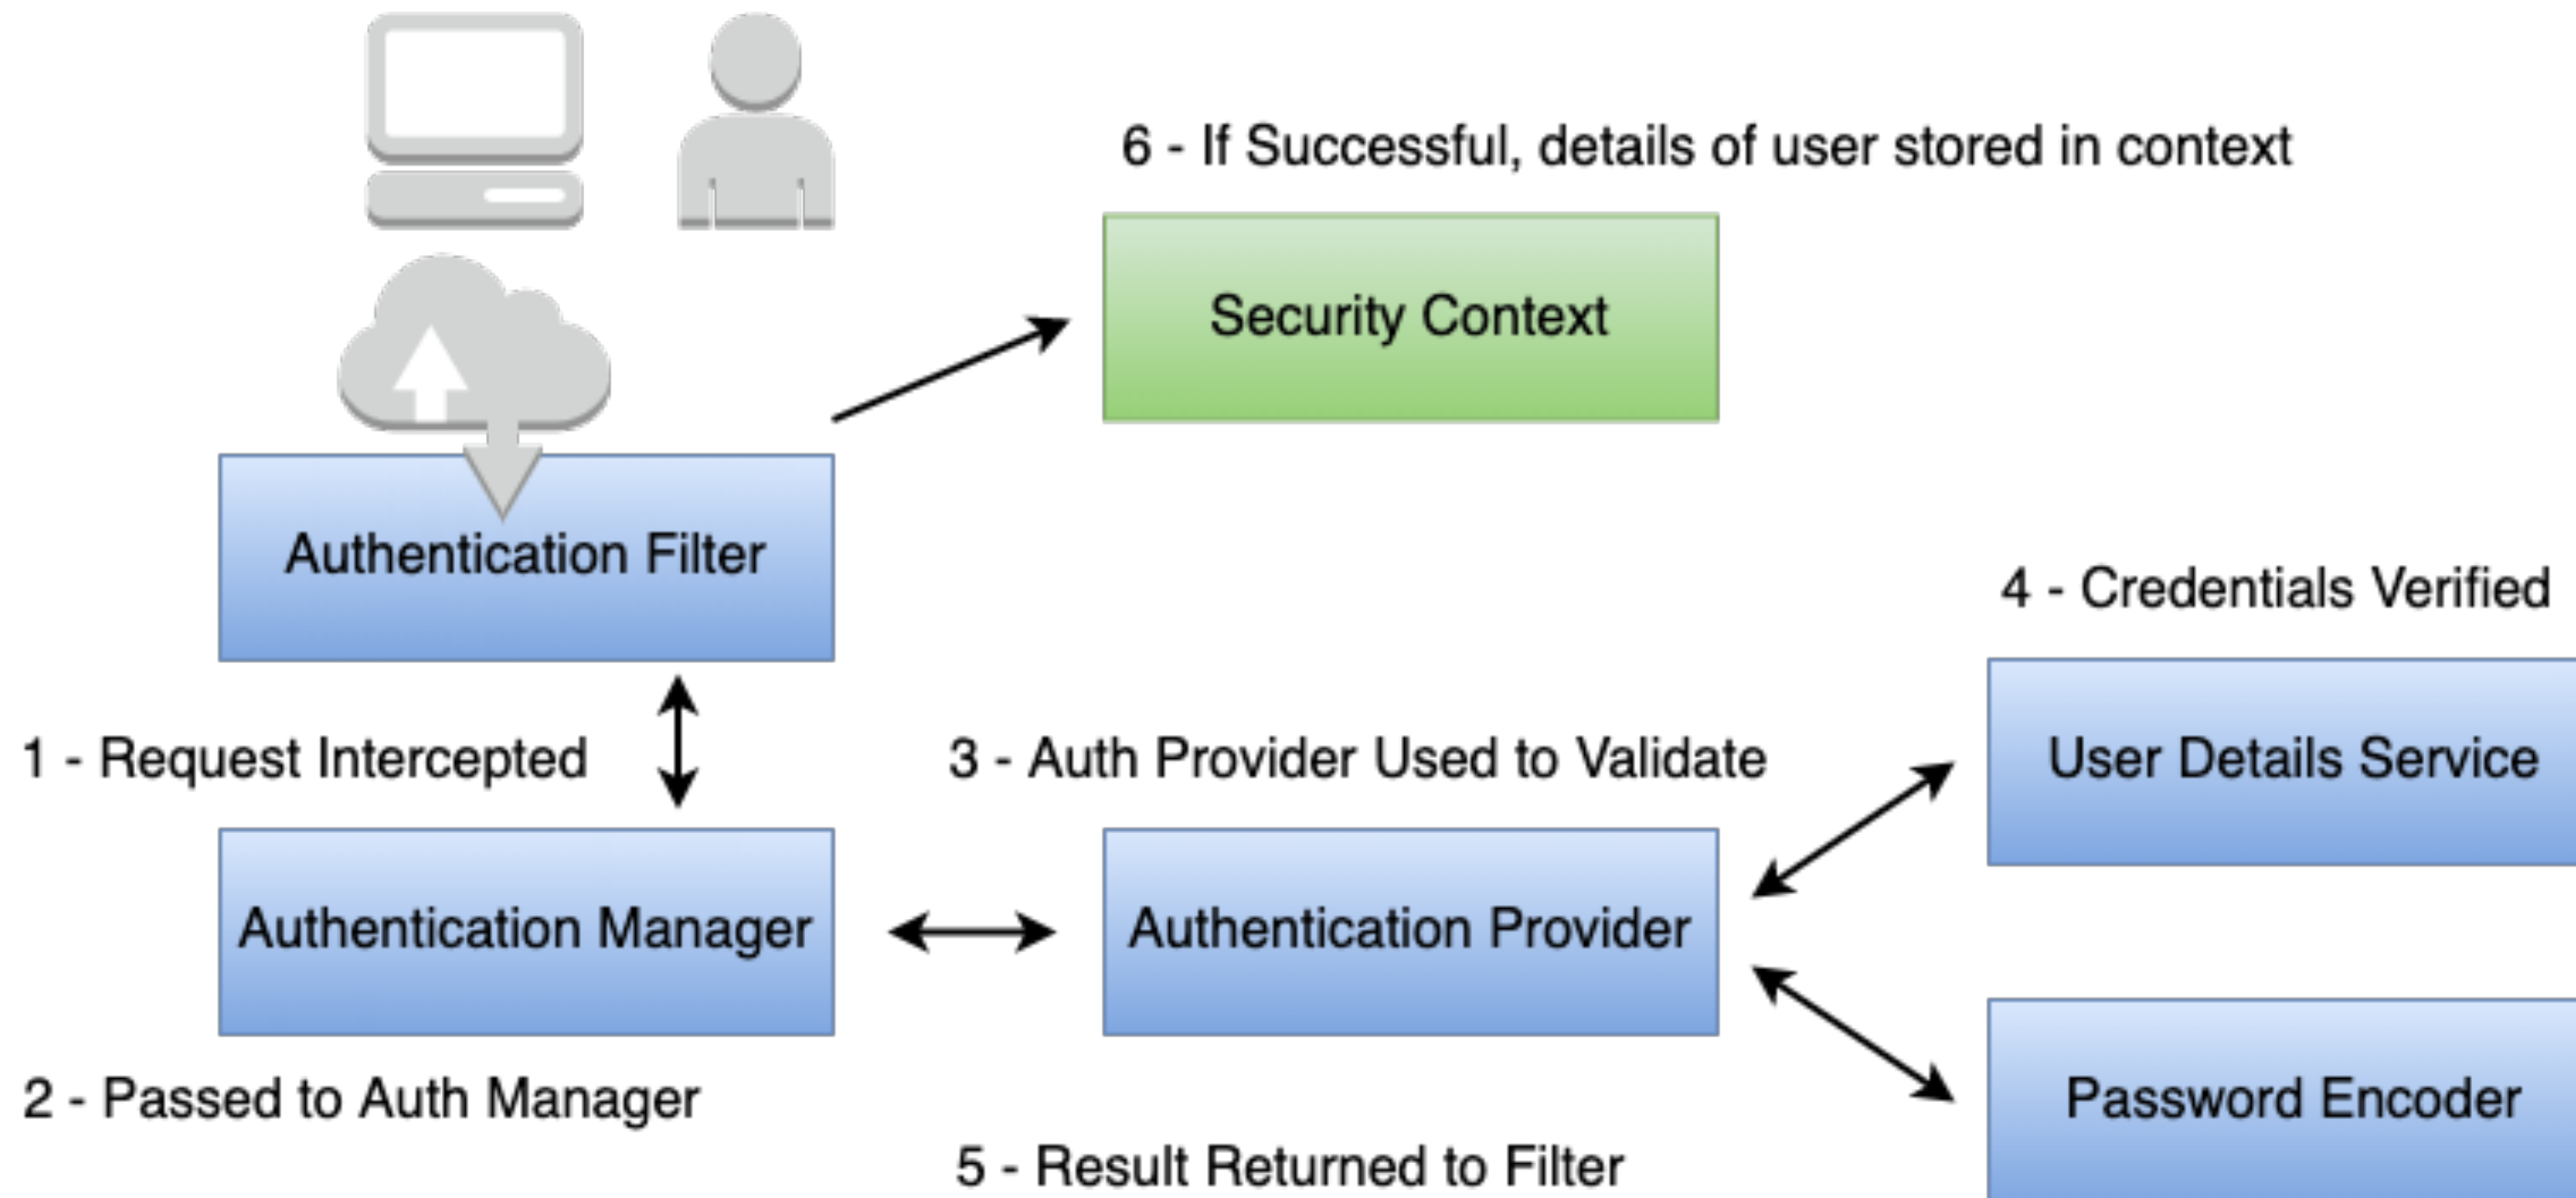 6 - If Successful, details of user stored in context
Security Context
Authentication Filter
4 - Credentials Verified
1 - Request Intercepted
3 - Auth Provider Used to Validate
User Details Service
Authentication Manager
Authentication Provider
2 - Passed to Auth Manager
Password Encoder
5 - Result Returned to Filter